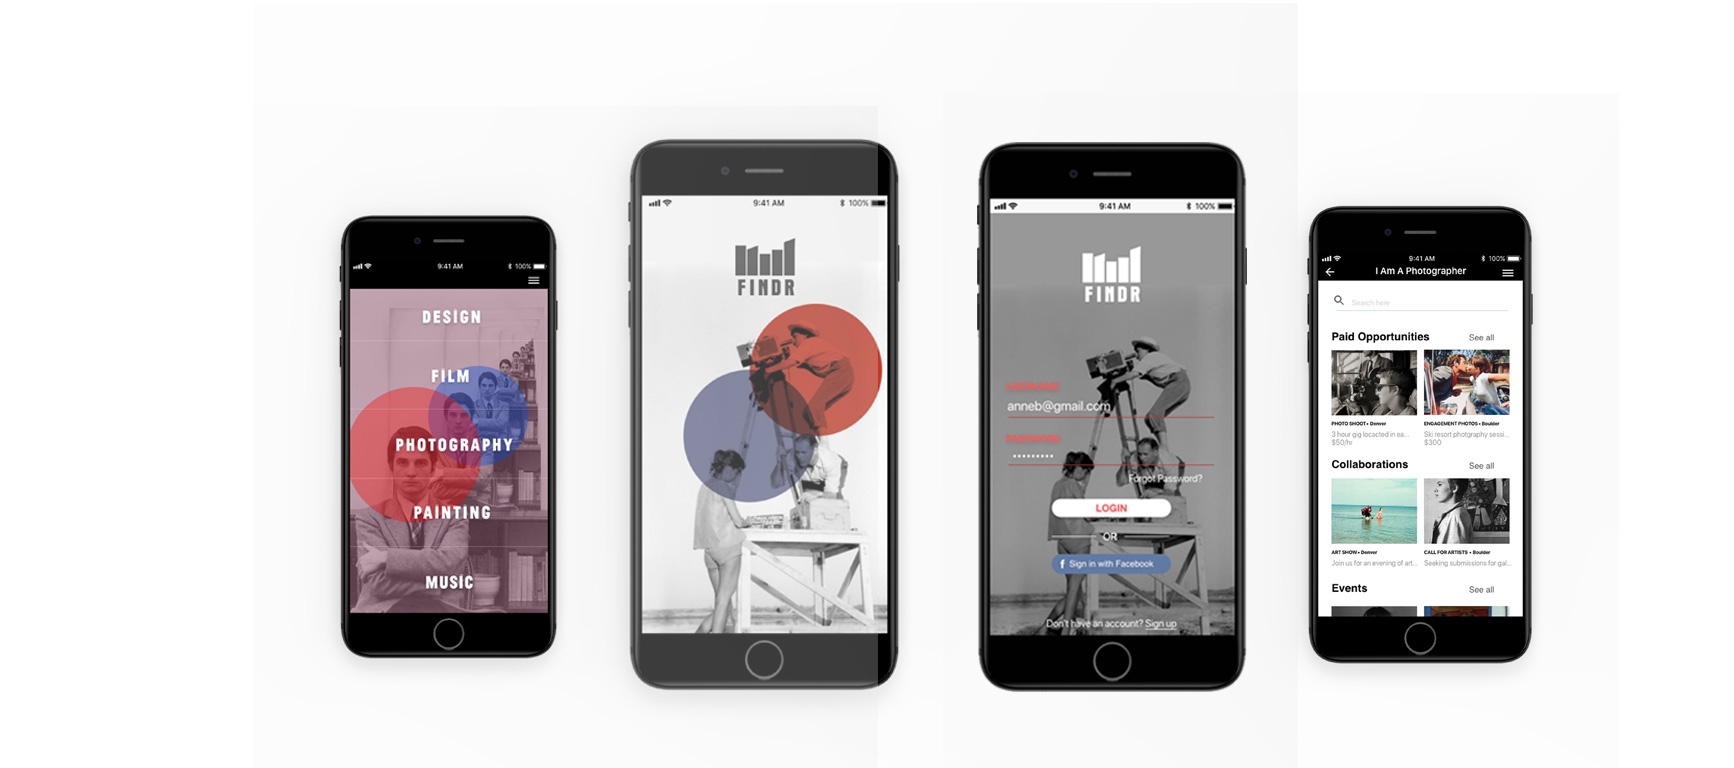 9:41 AM
100%
DESIGN
FILM
PHOTOGRAPHY
PAINTING
MUSIC
9:41 AM
100%
FINDR
9:41 AM
100%
FINDR
USERNAME
anneb@gmail.com
PASSWORD
Forgot Password?
LOGIN
OR
f Sign in with Facebook
Don't have an account? Sign up
9:41 AM
100%
I Am A Photographer
Search here
Paid Opportunities
See all
PHOTO SHOOT • Denver
3 hour gig locacted in ea...
$50/hr
ENGAGEMENT PHOTOS • Boulder
Ski resort photgraphy sessi...
$300
Collaborations
See all
ART SHOW • Denver
Join us for an evening of art...
CALL FOR ARTISTS • Boulder
Seeking submissions for gal...
Events
See all